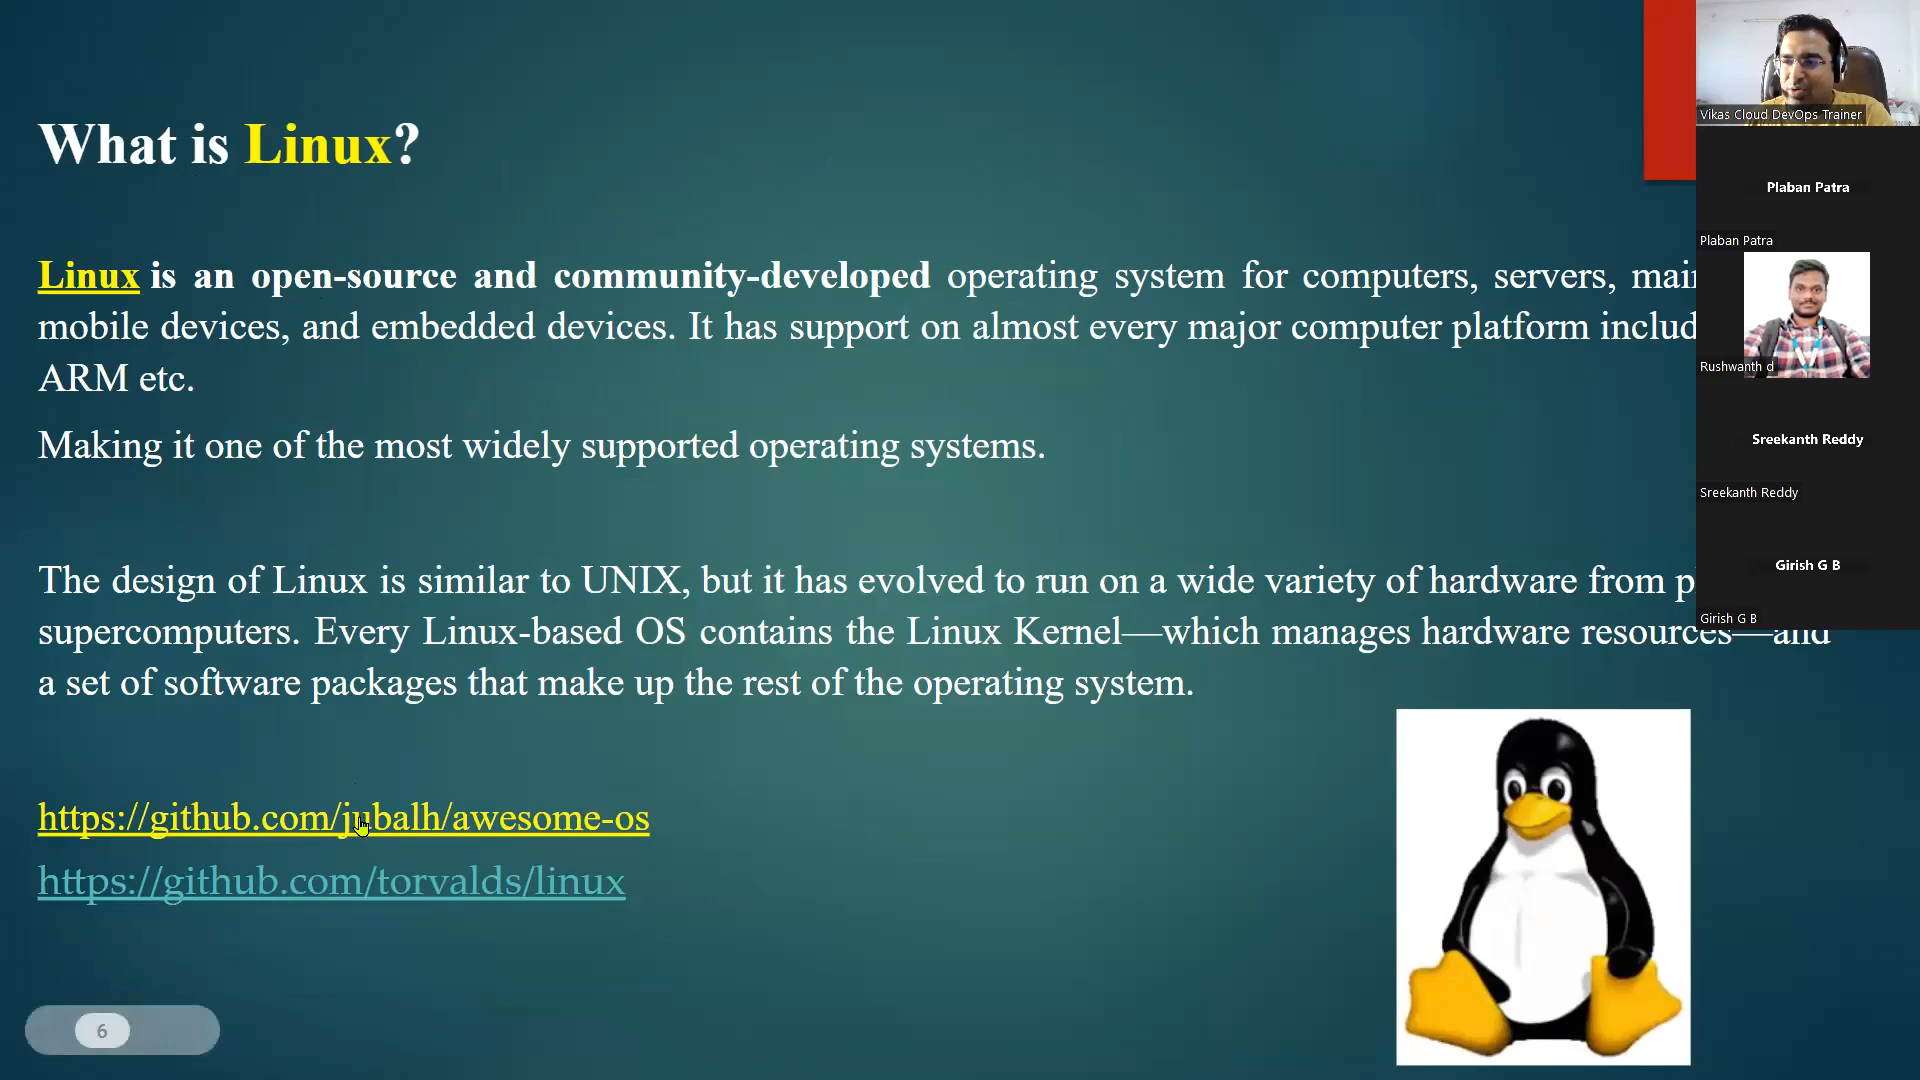 What is Linux?
Linux is an open-source and community-developed operating system for computers, servers,
mobile devices, and embedded devices. It has support on almost every major computer platform
ARM etc.
Making it one of the most widely supported operating systems.
The design of Linux is similar to UNIX, but it has evolved to run on a wide variety of hardware from
supercomputers. Every Linux-based OS contains the Linux Kernel—which manages hardware resources—and
a set of software packages that make up the rest of the operating system.
https://github.com/jubalh/awesome-os
https://github.com/torvalds/linux
6
Vikas Cloud DevOps Trainer
Plaban Patra
Plaban Patra
Rushwanth d
Sreekanth Reddy
Sreekanth Reddy
Girish G B
Girish G B